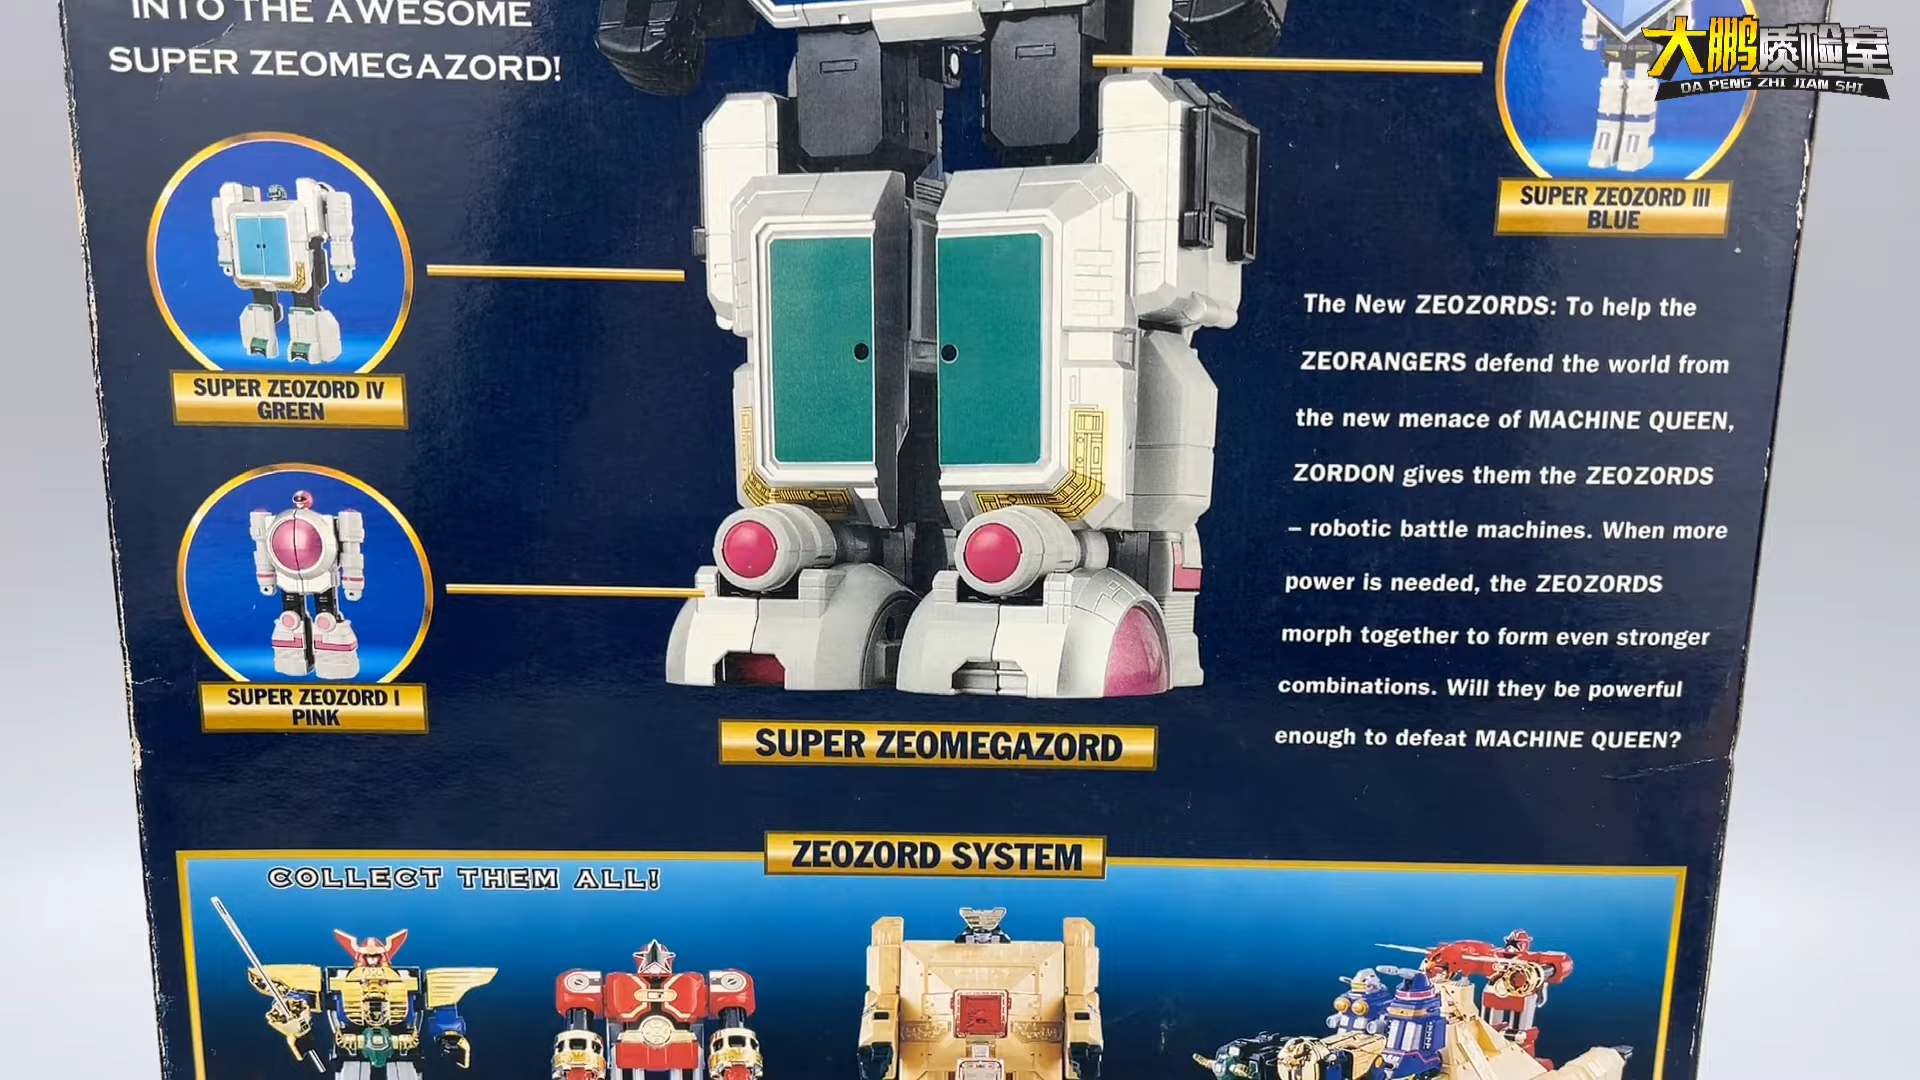 INTO THE AWESOME
SUPER ZEOMEGAZORD!
大鹏质检室
DA PENG ZHI JIAN SHI
SUPER ZEOZORD III
BLUE
SUPER ZEOZORD IV
GREEN
SUPER ZEOZORD I
PINK
The New ZEOZORDS: To help the
ZEORANGERS defend the world from
the new menace of MACHINE QUEEN,
ZORDON gives them the ZEOZORDS
– robotic battle machines. When more
power is needed, the ZEOZORDS
morph together to form even stronger
combinations. Will they be powerful
enough to defeat MACHINE QUEEN?
SUPER ZEOMEGAZORD
ZEOZORD SYSTEM
COLLECT THEM ALL!